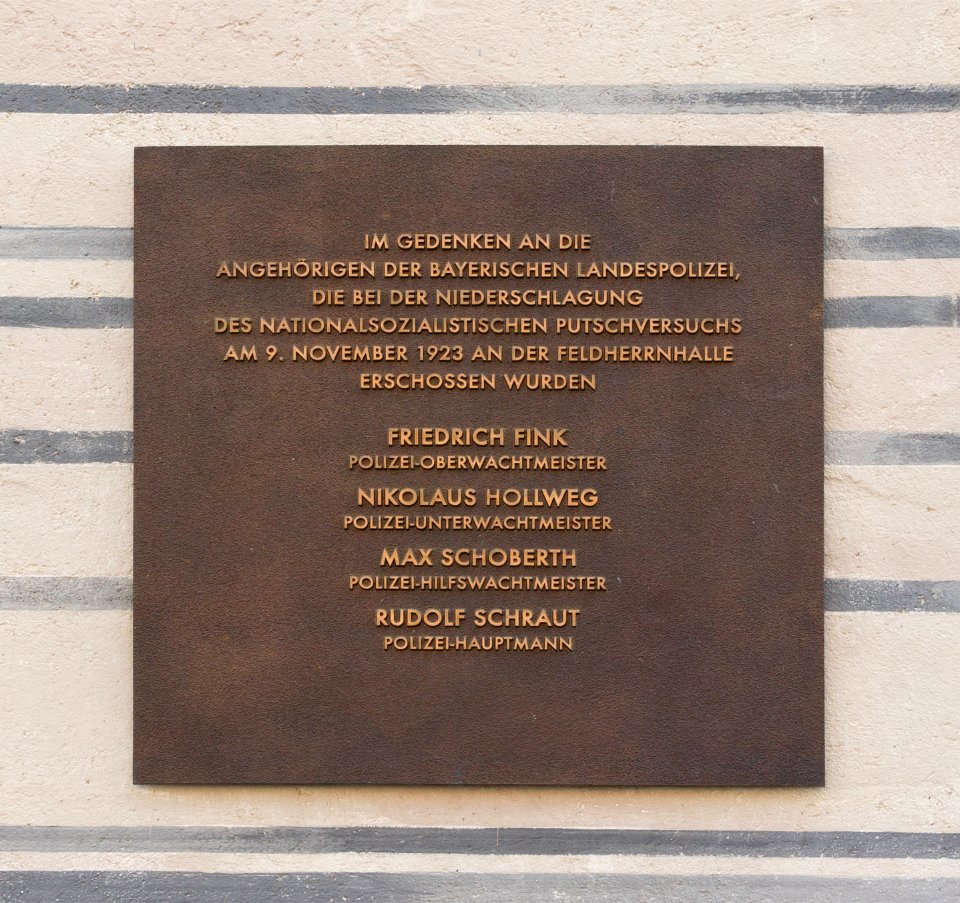 IM GEDENKEN AN DIE
ANGEHÖRIGEN DER BAYERISCHEN LANDESPOLIZEI,
DIE BEI DER NIEDERSCHLAGUNG
DES NATIONALSOZIALISTISCHEN PUTSCHVERSUCHS
AM 9. NOVEMBER 1923 AN DER FELDHERRNHALLE
ERSCHOSSEN WURDEN
FRIEDRICH FINK
POLIZEI-OBERWACHTMEISTER
NIKOLAUS HOLLWEG
POLIZEI-UNTERWACHTMEISTER
MAX SCHOBERTH
POLIZEI-HILFSWACHTMEISTER
RUDOLF SCHRAUT
POLIZEI-HAUPTMANN